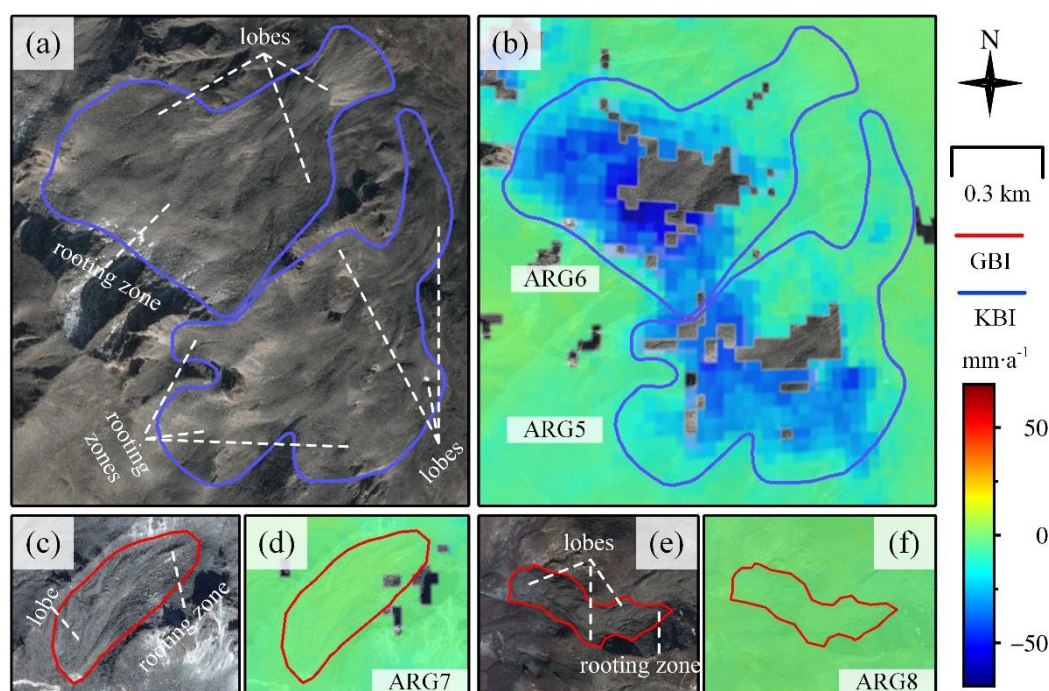 (a)
lobes
rooting zone
rooting
zones
lobes
(b)
ARG6
ARG5
N
0.3 km
GBI
KBI
mm·a⁻¹
50
0
−50
(c)
lobe
rooting zone
(d)
ARG7
(e)
lobes
rooting zone
(f)
ARG8